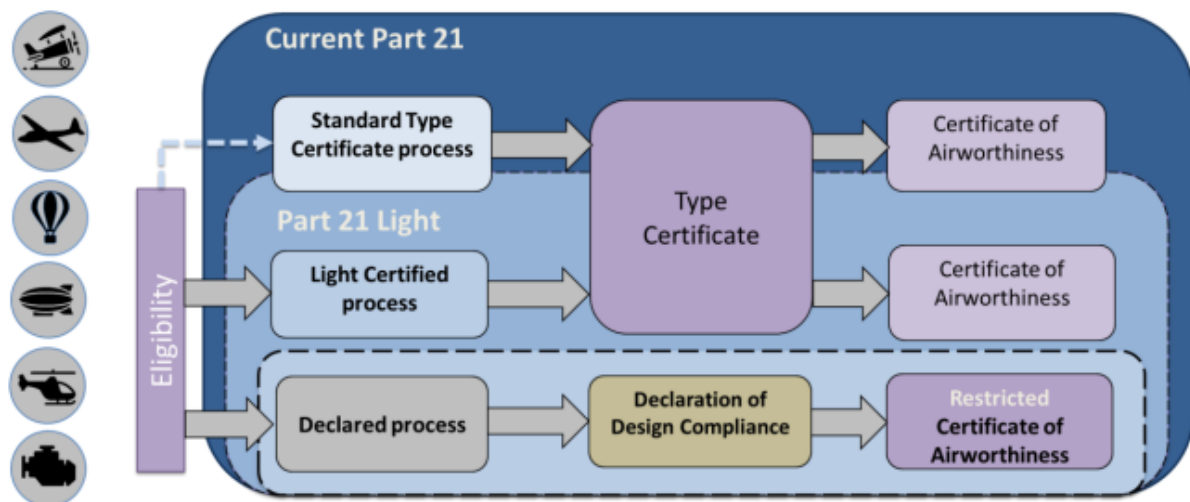 Current Part 21
Standard Type
Certificate process
Type
Certificate
Certificate of
Airworthiness
Part 21 Light
Eligibility
Light Certified
process
Certificate of
Airworthiness
Declared process
Declaration of
Design Compliance
Restricted
Certificate of
Airworthiness